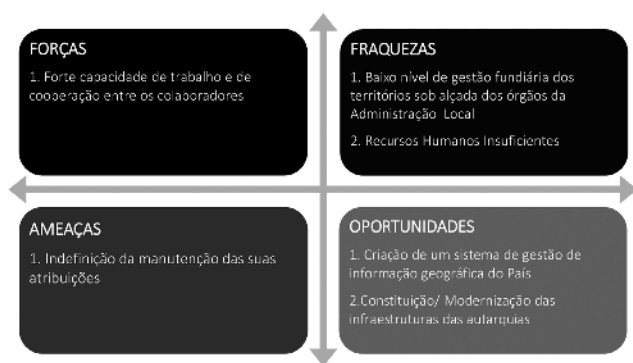 FORÇAS
1. Forte capacidade de trabalho e de
cooperação entre os colaboradores
FRAQUEZAS
1. Baixo nível de gestão fundiária dos
territórios sob alçada dos órgãos da
Administração Local
2. Recursos Humanos Insuficientes
AMEAÇAS
1. Indefinição da manutenção das suas
atribuições
OPORTUNIDADES
1. Criação de um sistema de gestão de
informação geográfica do País
2.Constituição/ Modernização das
infraestruturas das autarquias